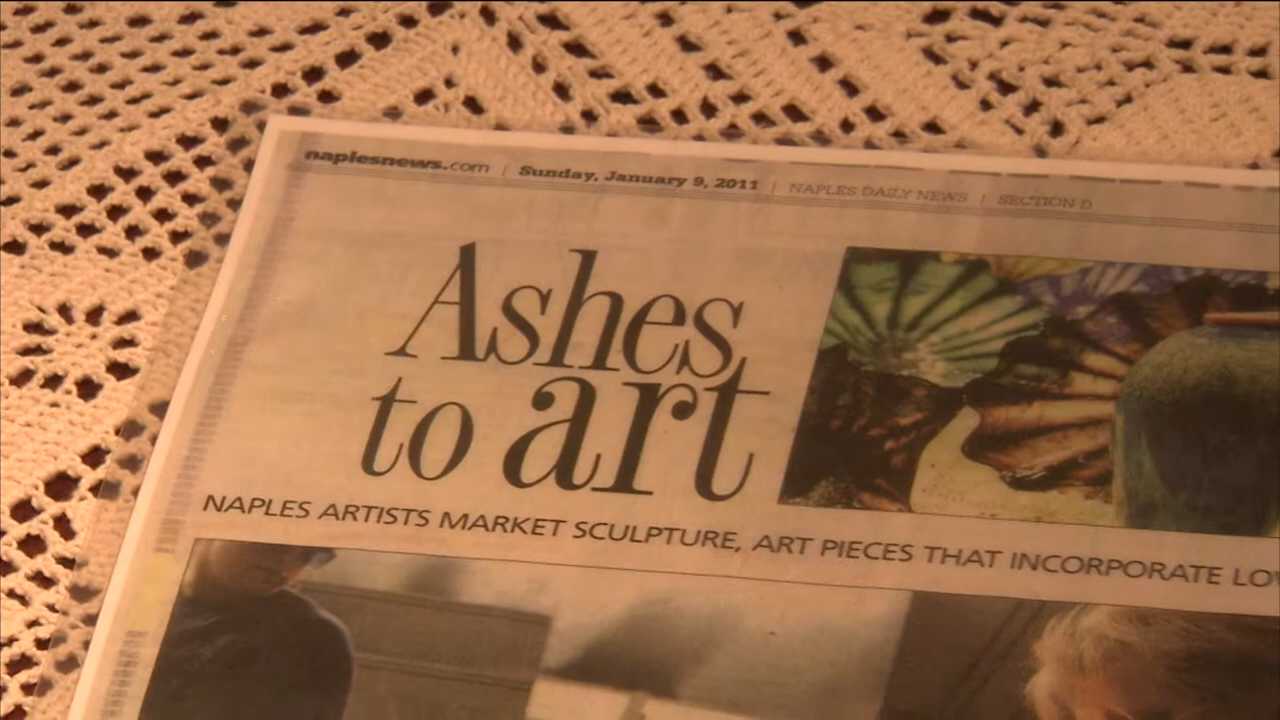 naplesnews.com | Sunday, January 9, 2011 | NAPLES DAILY NEWS | SECTION D
Ashes
to art
NAPLES ARTISTS MARKET SCULPTURE, ART PIECES THAT INCORPORATE